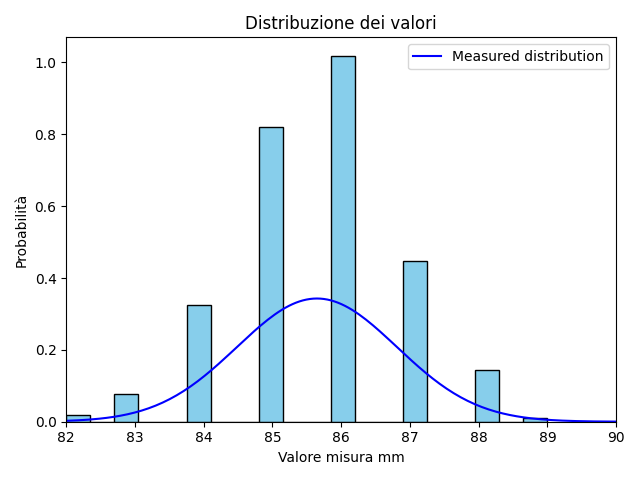 Distribuzione dei valori
Measured distribution
Probabilità
1.0
0.8
0.6
0.4
0.2
0.0
82 83 84 85 86 87 88 89 90
Valore misura mm